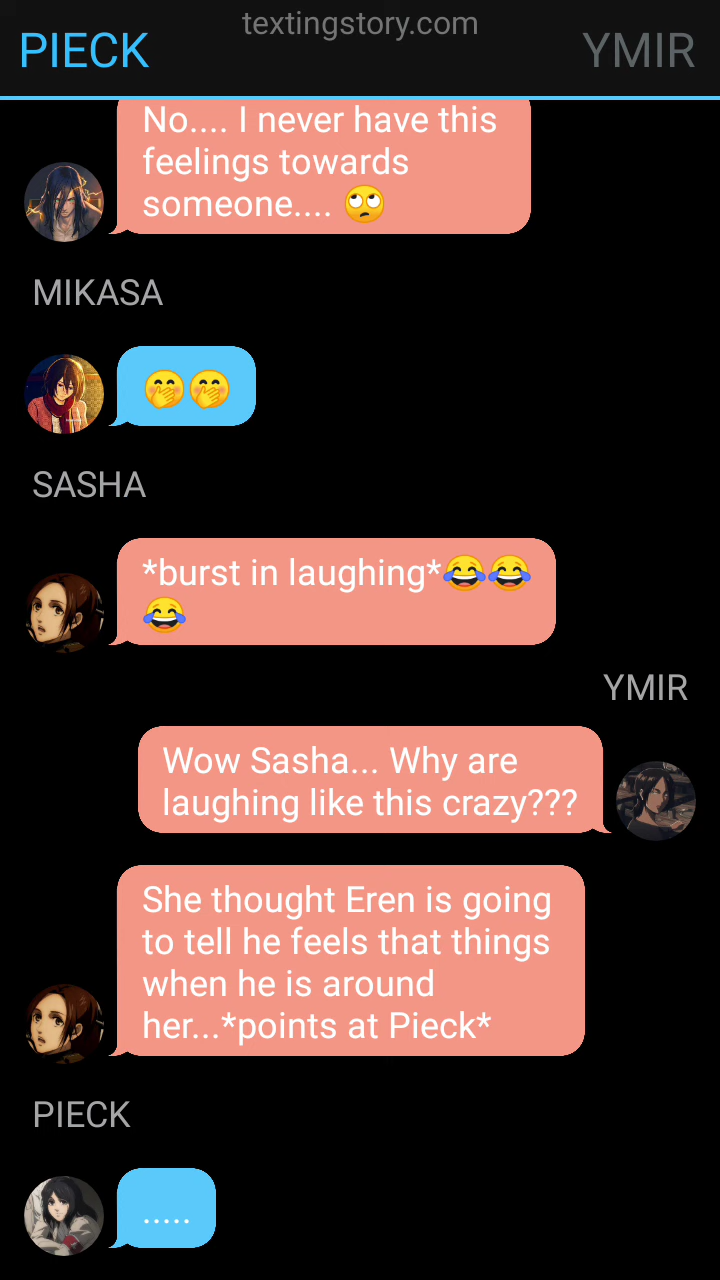 textingstory.com
PIECK
YMIR
No.... I never have this
feelings towards
someone.... 🙄
MIKASA
🤭🤭
SASHA
*burst in laughing*😂😂
😂
YMIR
Wow Sasha... Why are
laughing like this crazy???
She thought Eren is going
to tell he feels that things
when he is around
her...*points at Pieck*
PIECK
.....